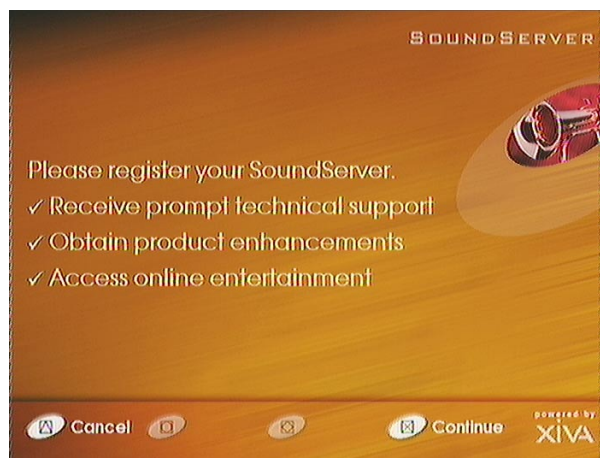 SOUNDSERVER
Please register your SoundServer.
✓ Receive prompt technical support
✓ Obtain product enhancements
✓ Access online entertainment
Cancel
Continue
powered by
XIVA